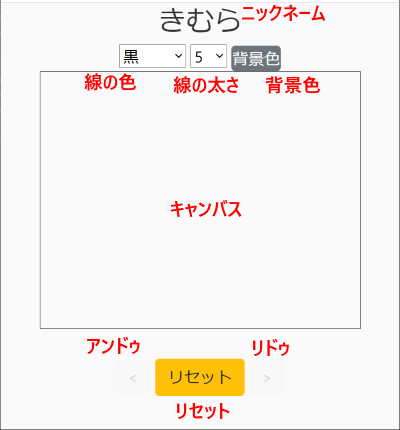 きむらニックネーム
黒 5 背景色
線の色 線の太さ 背景色
キャンバス
アンドゥ リドゥ
< リセット >
リセット